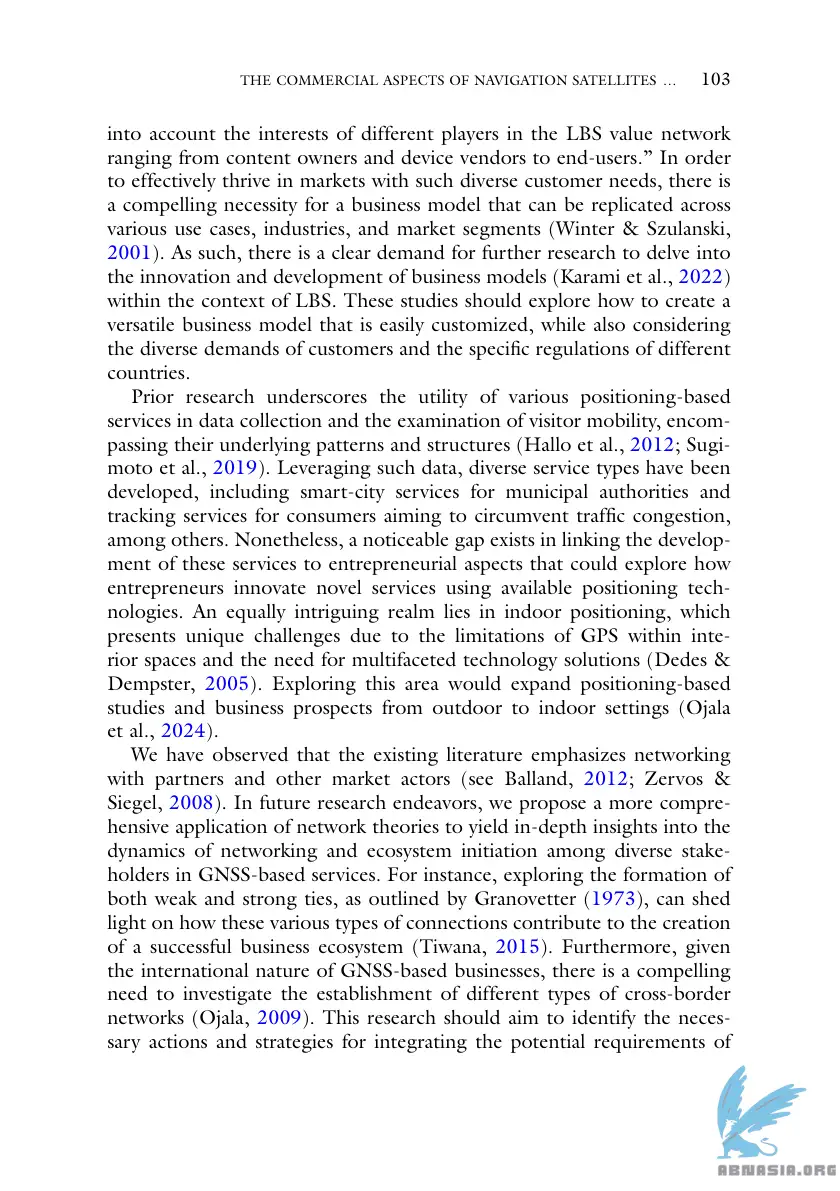 THE COMMERCIAL ASPECTS OF NAVIGATION SATELLITES … 103
into account the interests of different players in the LBS value network
ranging from content owners and device vendors to end-users.” In order
to effectively thrive in markets with such diverse customer needs, there is
a compelling necessity for a business model that can be replicated across
various use cases, industries, and market segments (Winter & Szulanski,
2001). As such, there is a clear demand for further research to delve into
the innovation and development of business models (Karami et al., 2022)
within the context of LBS. These studies should explore how to create a
versatile business model that is easily customized, while also considering
the diverse demands of customers and the specific regulations of different
countries.
Prior research underscores the utility of various positioning-based
services in data collection and the examination of visitor mobility, encom-
passing their underlying patterns and structures (Hallo et al., 2012; Sugi-
moto et al., 2019). Leveraging such data, diverse service types have been
developed, including smart-city services for municipal authorities and
tracking services for consumers aiming to circumvent traffic congestion,
among others. Nonetheless, a noticeable gap exists in linking the develop-
ment of these services to entrepreneurial aspects that could explore how
entrepreneurs innovate novel services using available positioning tech-
nologies. An equally intriguing realm lies in indoor positioning, which
presents unique challenges due to the limitations of GPS within inte-
rior spaces and the need for multifaceted technology solutions (Dedes &
Dempster, 2005). Exploring this area would expand positioning-based
studies and business prospects from outdoor to indoor settings (Ojala
et al., 2024).
We have observed that the existing literature emphasizes networking
with partners and other market actors (see Balland, 2012; Zervos &
Siegel, 2008). In future research endeavors, we propose a more compre-
hensive application of network theories to yield in-depth insights into the
dynamics of networking and ecosystem initiation among diverse stake-
holders in GNSS-based services. For instance, exploring the formation of
both weak and strong ties, as outlined by Granovetter (1973), can shed
light on how these various types of connections contribute to the creation
of a successful business ecosystem (Tiwana, 2015). Furthermore, given
the international nature of GNSS-based businesses, there is a compelling
need to investigate the establishment of different types of cross-border
networks (Ojala, 2009). This research should aim to identify the neces-
sary actions and strategies for integrating the potential requirements of
ABNASIA.ORG